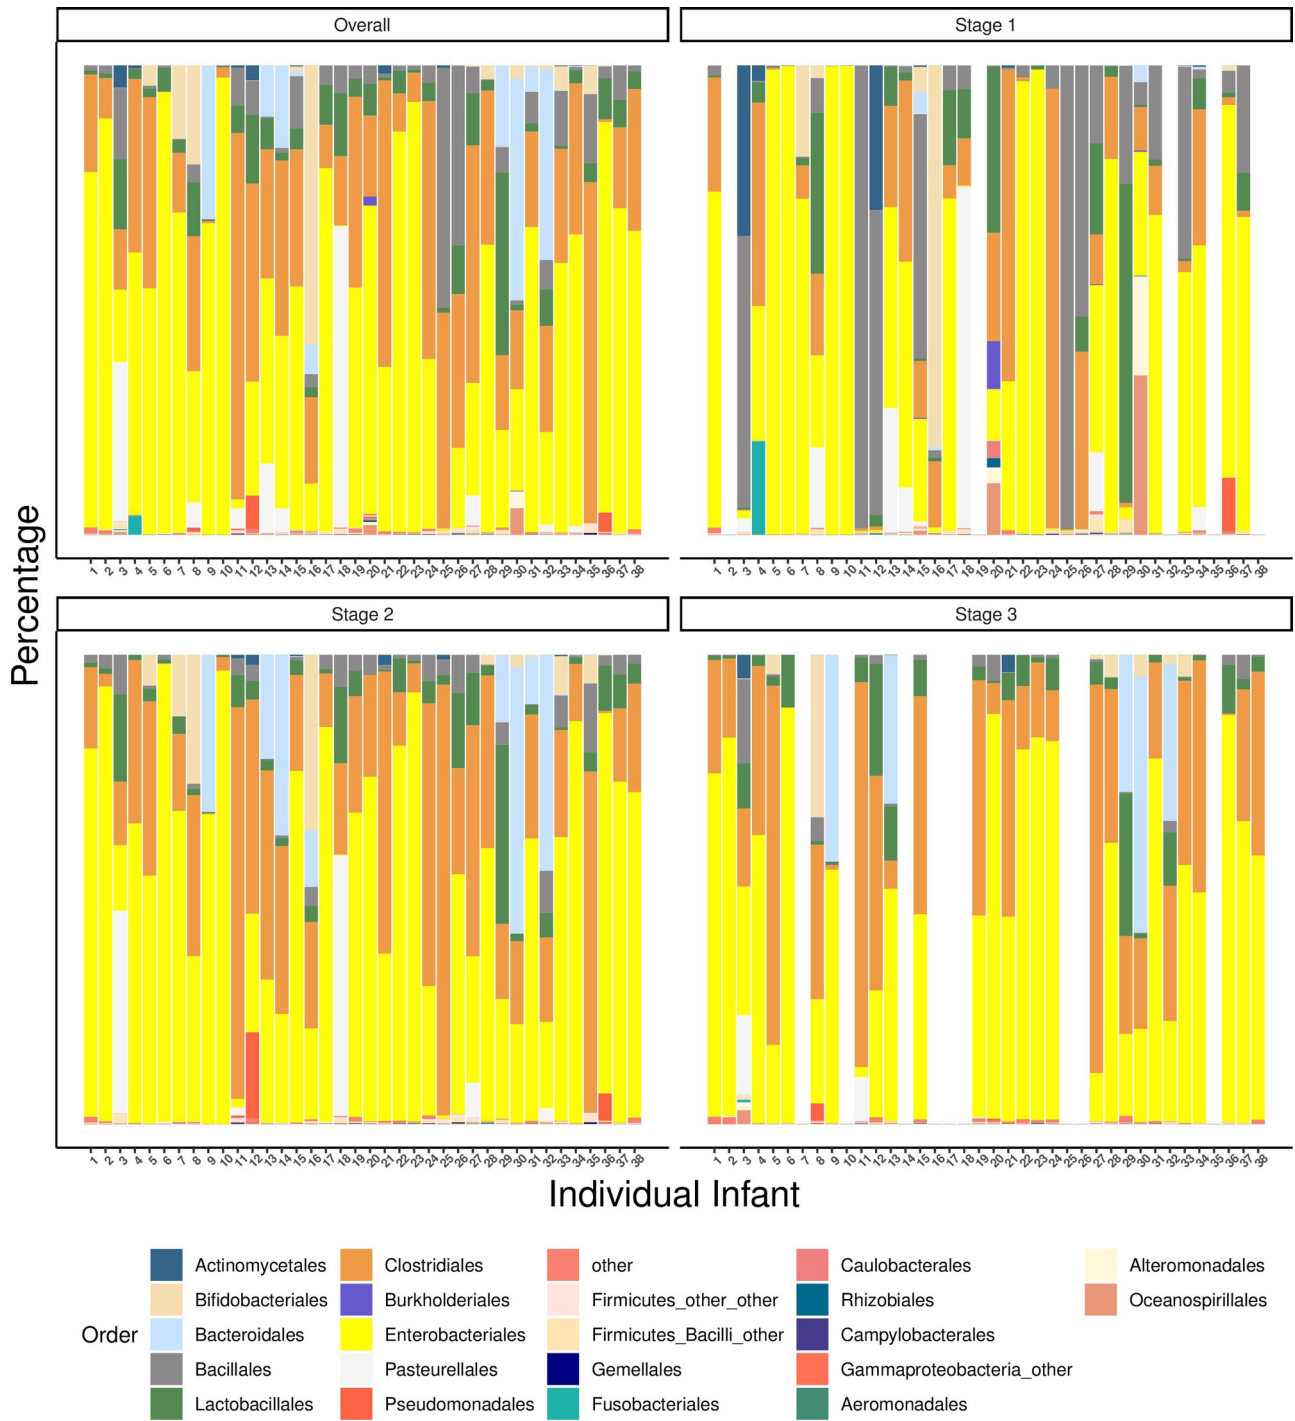 Overall
Stage 1
Percentage
1 2 3 4 5 6 7 8 9 10 11 12 13 14 15 16 17 18 19 20 21 22 23 24 25 26 27 28 29 30 31 32 33 34 35 36 37 38
1 2 3 4 5 6 7 8 9 10 11 12 13 14 15 16 17 18 19 20 21 22 23 24 25 26 27 28 29 30 31 32 33 34 35 36 37 38
Stage 2
Stage 3
1 2 3 4 5 6 7 8 9 10 11 12 13 14 15 16 17 18 19 20 21 22 23 24 25 26 27 28 29 30 31 32 33 34 35 36 37 38
1 2 3 4 5 6 7 8 9 10 11 12 13 14 15 16 17 18 19 20 21 22 23 24 25 26 27 28 29 30 31 32 33 34 35 36 37 38
Individual Infant
Order
Actinomycetales
Bifidobacteriales
Bacteroidales
Bacillales
Lactobacillales
Clostridiales
Burkholderiales
Enterobacteriales
Pasteurellales
Pseudomonadales
other
Firmicutes_other_other
Firmicutes_Bacilli_other
Gemellales
Fusobacteriales
Caulobacterales
Rhizobiales
Campylobacterales
Gammaproteobacteria_other
Aeromonadales
Alteromonadales
Oceanospirillales